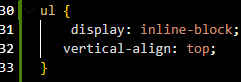 30 ul {
31 display: inline-block;
32 vertical-align: top;
33 }